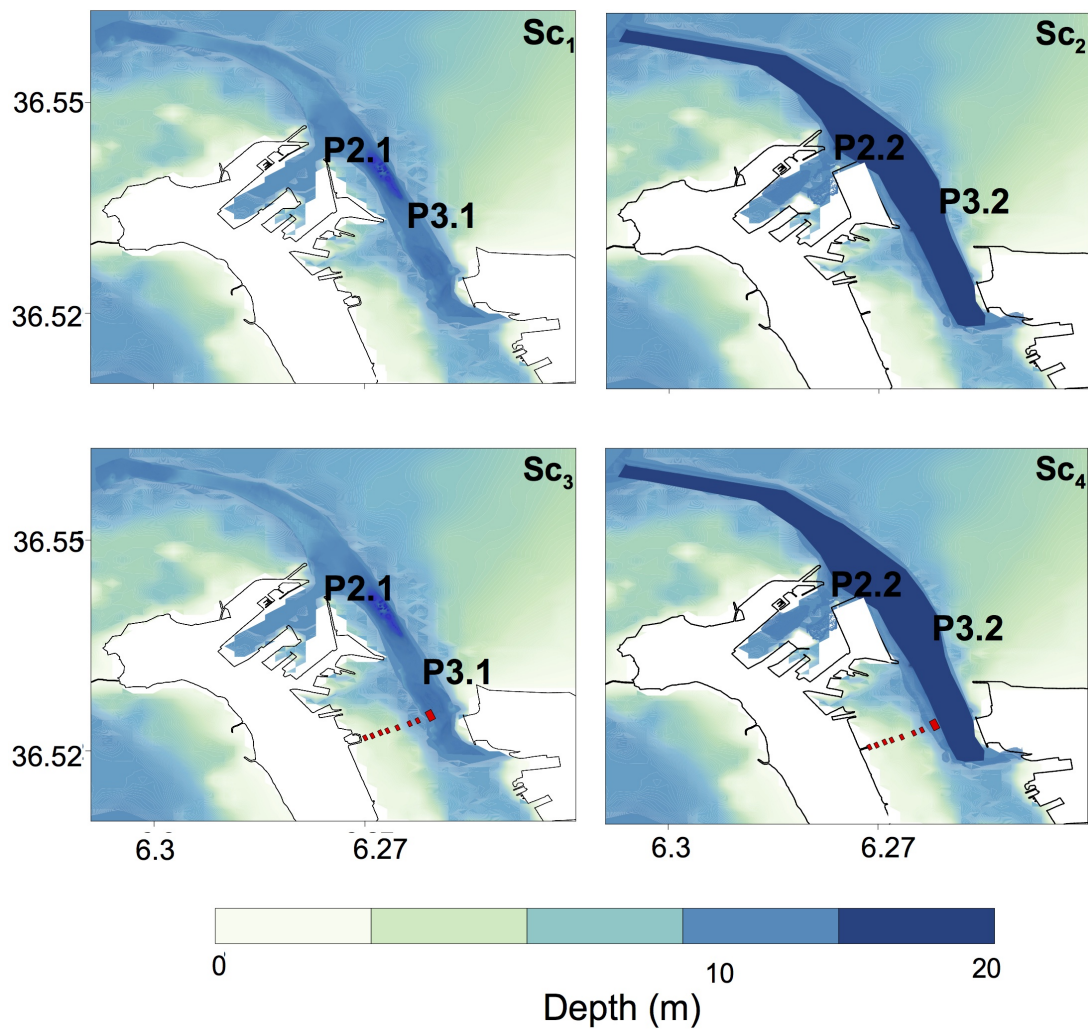 Sc₁
Sc₂
36.55
P2.1
P2.2
P3.1
P3.2
36.52
Sc₃
Sc₄
36.55
P2.1
P2.2
P3.1
P3.2
36.52
6.3
6.27
6.3
6.27
0
10
20
Depth (m)